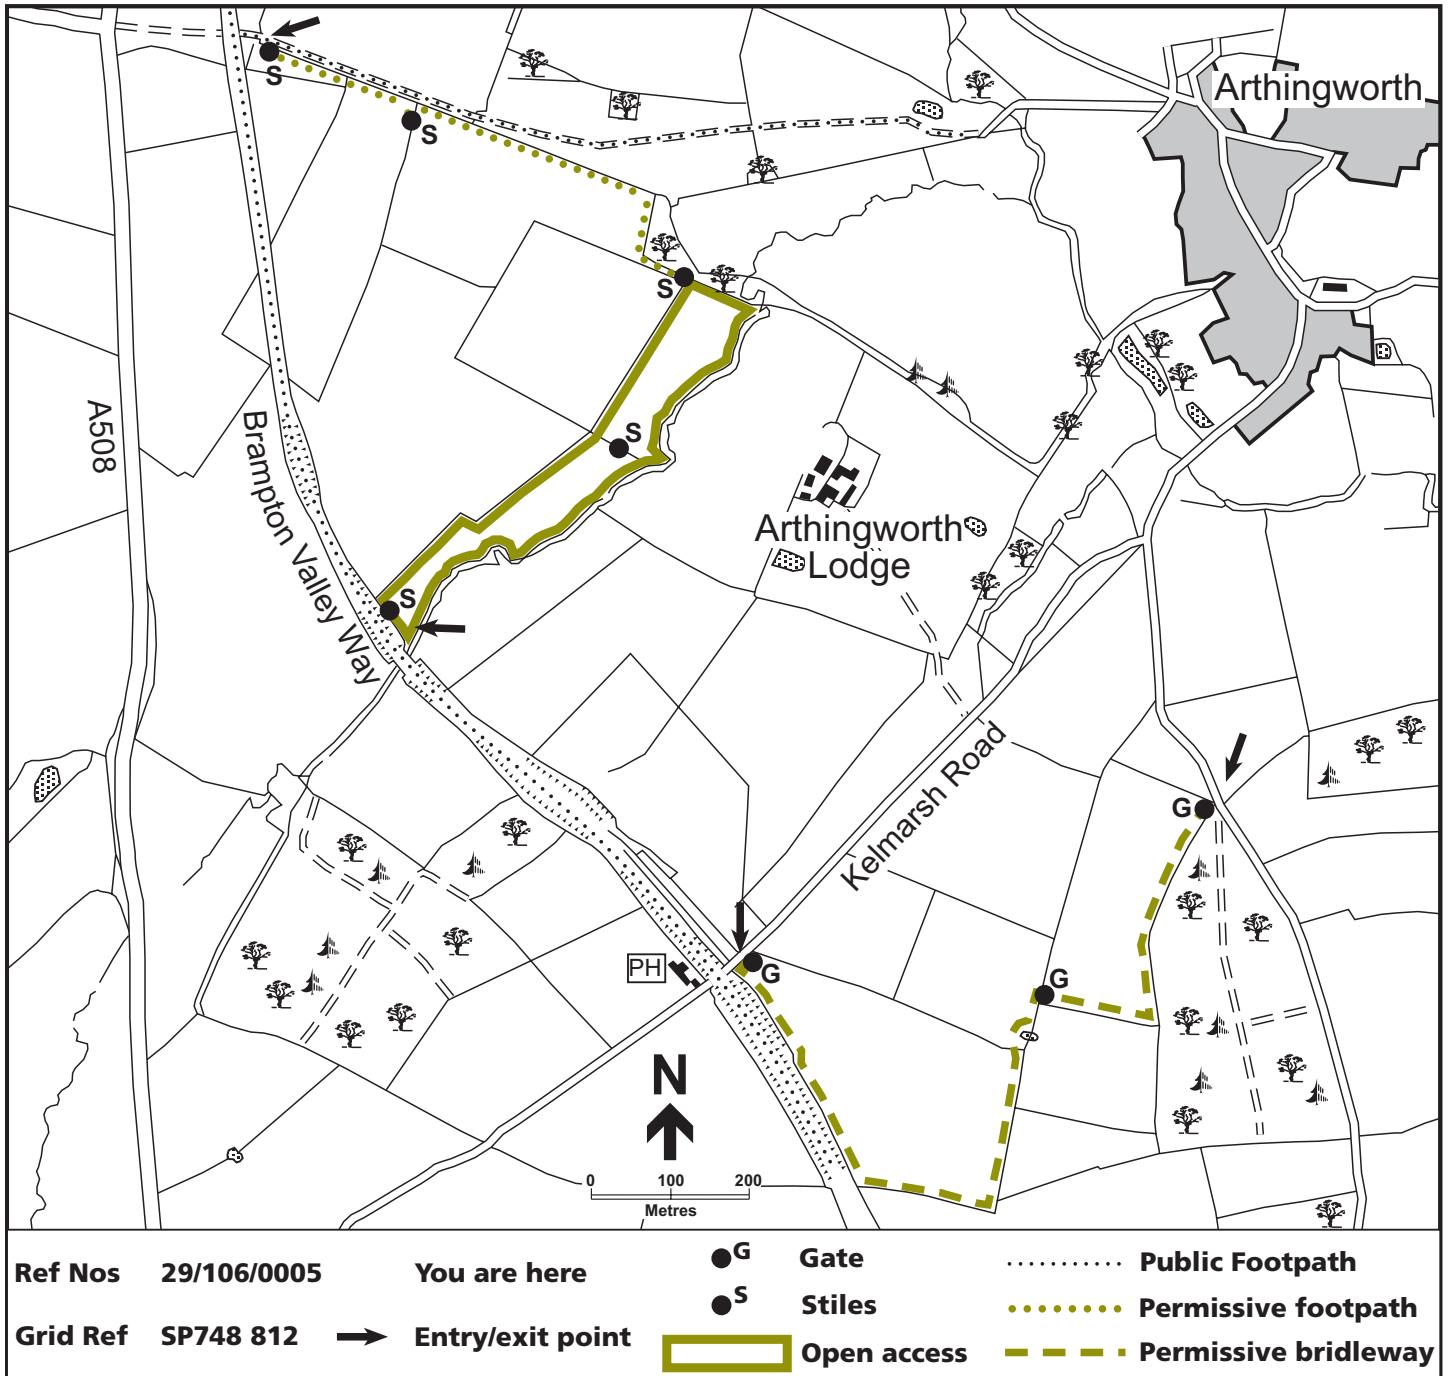 S
S
Arthingworth
S
A508
Brampton Valley Way
S
Arthingworth
Lodge
S
Kelmarsh Road
G
PH
G
G
N
0 100 200
Metres
Ref Nos 29/106/0005 You are here G Gate Public Footpath
S Stiles Permissive footpath
Grid Ref SP748 812 Entry/exit point
Open access Permissive bridleway